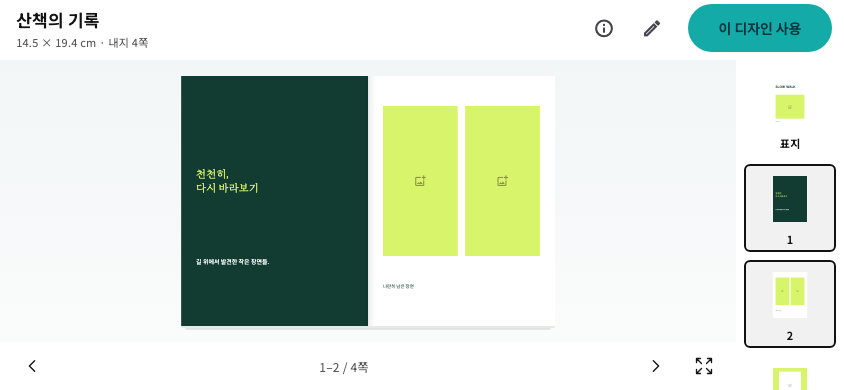 산책의 기록
14.5 × 19.4 cm · 내지 4쪽
이 디자인 사용
천천히,
다시 바라보기
길 위에서 발견한 작은 장면들.
나란히 남은 장면
SLOW WALK
표지
1
2
1–2 / 4쪽